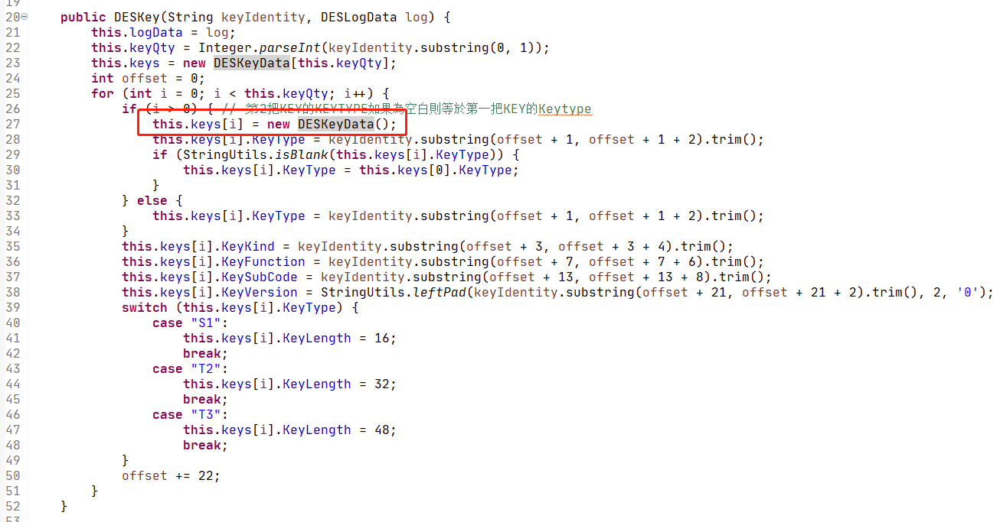 19
20 public DESKey(String keyIdentity, DESLogData log) {
21 this.logData = log;
22 this.keyQty = Integer.parseInt(keyIdentity.substring(0, 1));
23 this.keys = new DESKeyData[this.keyQty];
24 int offset = 0;
25 for (int i = 0; i < this.keyQty; i++) {
26 if (i > 0) { // 第2把KEY的KEYTYPE如果為空白則等於第一把KEY的Keytype
27 this.keys[i] = new DESKeyData();
28 this.keys[i].KeyType = keyIdentity.substring(offset + 1, offset + 1 + 2).trim();
29 if (StringUtils.isBlank(this.keys[i].KeyType)) {
30 this.keys[i].KeyType = this.keys[0].KeyType;
31 }
32 } else {
33 this.keys[i].KeyType = keyIdentity.substring(offset + 1, offset + 1 + 2).trim();
34 }
35 this.keys[i].KeyKind = keyIdentity.substring(offset + 3, offset + 3 + 4).trim();
36 this.keys[i].KeyFunction = keyIdentity.substring(offset + 7, offset + 7 + 6).trim();
37 this.keys[i].KeySubCode = keyIdentity.substring(offset + 13, offset + 13 + 8).trim();
38 this.keys[i].KeyVersion = StringUtils.leftPad(keyIdentity.substring(offset + 21, offset + 21 + 2).trim(), 2, '0');
39 switch (this.keys[i].KeyType) {
40 case "S1":
41 this.keys[i].KeyLength = 16;
42 break;
43 case "T2":
44 this.keys[i].KeyLength = 32;
45 break;
46 case "T3":
47 this.keys[i].KeyLength = 48;
48 break;
49 }
50 offset += 22;
51 }
52 }
53